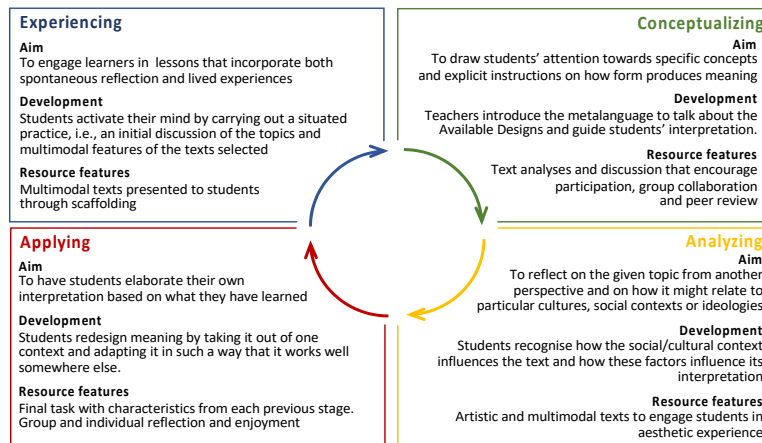 Experiencing
Aim
To engage learners in lessons that incorporate both
spontaneous reflection and lived experiences
Development
Students activate their mind by carrying out a situated
practice, i.e., an initial discussion of the topics and
multimodal features of the texts selected
Resource features
Multimodal texts presented to students
through scaffolding
Conceptualizing
Aim
To draw students’ attention towards specific concepts
and explicit instructions on how form produces meaning
Development
Teachers introduce the metalanguage to talk about the
Available Designs and guide students’ interpretation.
Resource features
Text analyses and discussion that encourage
participation, group collaboration
and peer review
Applying
Aim
To have students elaborate their own
interpretation based on what they have learned
Development
Students redesign meaning by taking it out of one
context and adapting it in such a way that it works well
somewhere else.
Resource features
Final task with characteristics from each previous stage.
Group and individual reflection and enjoyment
Analyzing
Aim
To reflect on the given topic from another
perspective and on how it might relate to
particular cultures, social contexts or ideologies
Development
Students recognise how the social/cultural context
influences the text and how these factors influence its
interpretation
Resource features
Artistic and multimodal texts to engage students in
aesthetic experience